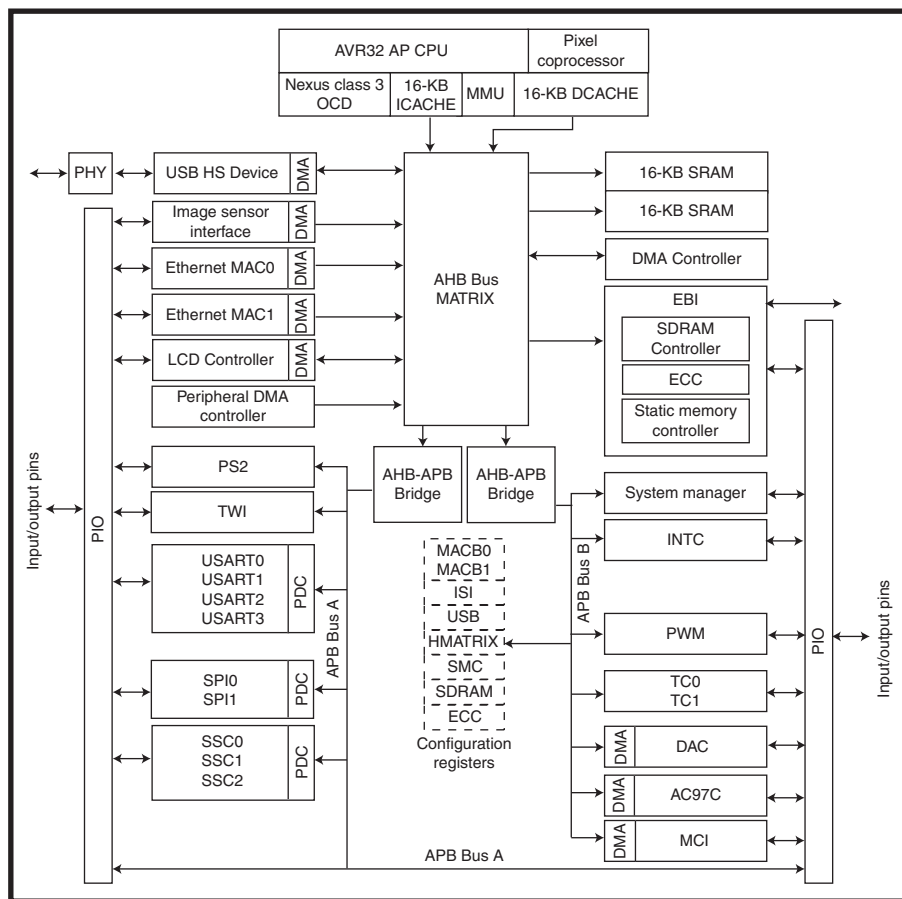 AVR32 AP CPU
Pixel
coprocessor
Nexus class 3
OCD
16-KB
ICACHE
MMU
16-KB DCACHE
PHY
USB HS Device
DMA
Image sensor
interface
DMA
Ethernet MAC0
DMA
Ethernet MAC1
DMA
LCD Controller
DMA
Peripheral DMA
controller
AHB Bus
MATRIX
16-KB SRAM
16-KB SRAM
DMA Controller
EBI
SDRAM
Controller
ECC
Static memory
controller
AHB-APB
Bridge
AHB-APB
Bridge
Input/output pins
PIO
PS2
TWI
USART0
USART1
USART2
USART3
PDC
SPI0
SPI1
PDC
SSC0
SSC1
SSC2
PDC
APB Bus A
MACB0
MACB1
ISI
USB
HMATRIX
SMC
SDRAM
ECC
Configuration
registers
APB Bus B
System manager
INTC
PWM
TC0
TC1
DMA
DAC
DMA
AC97C
DMA
MCI
PIO
Input/output pins
APB Bus A